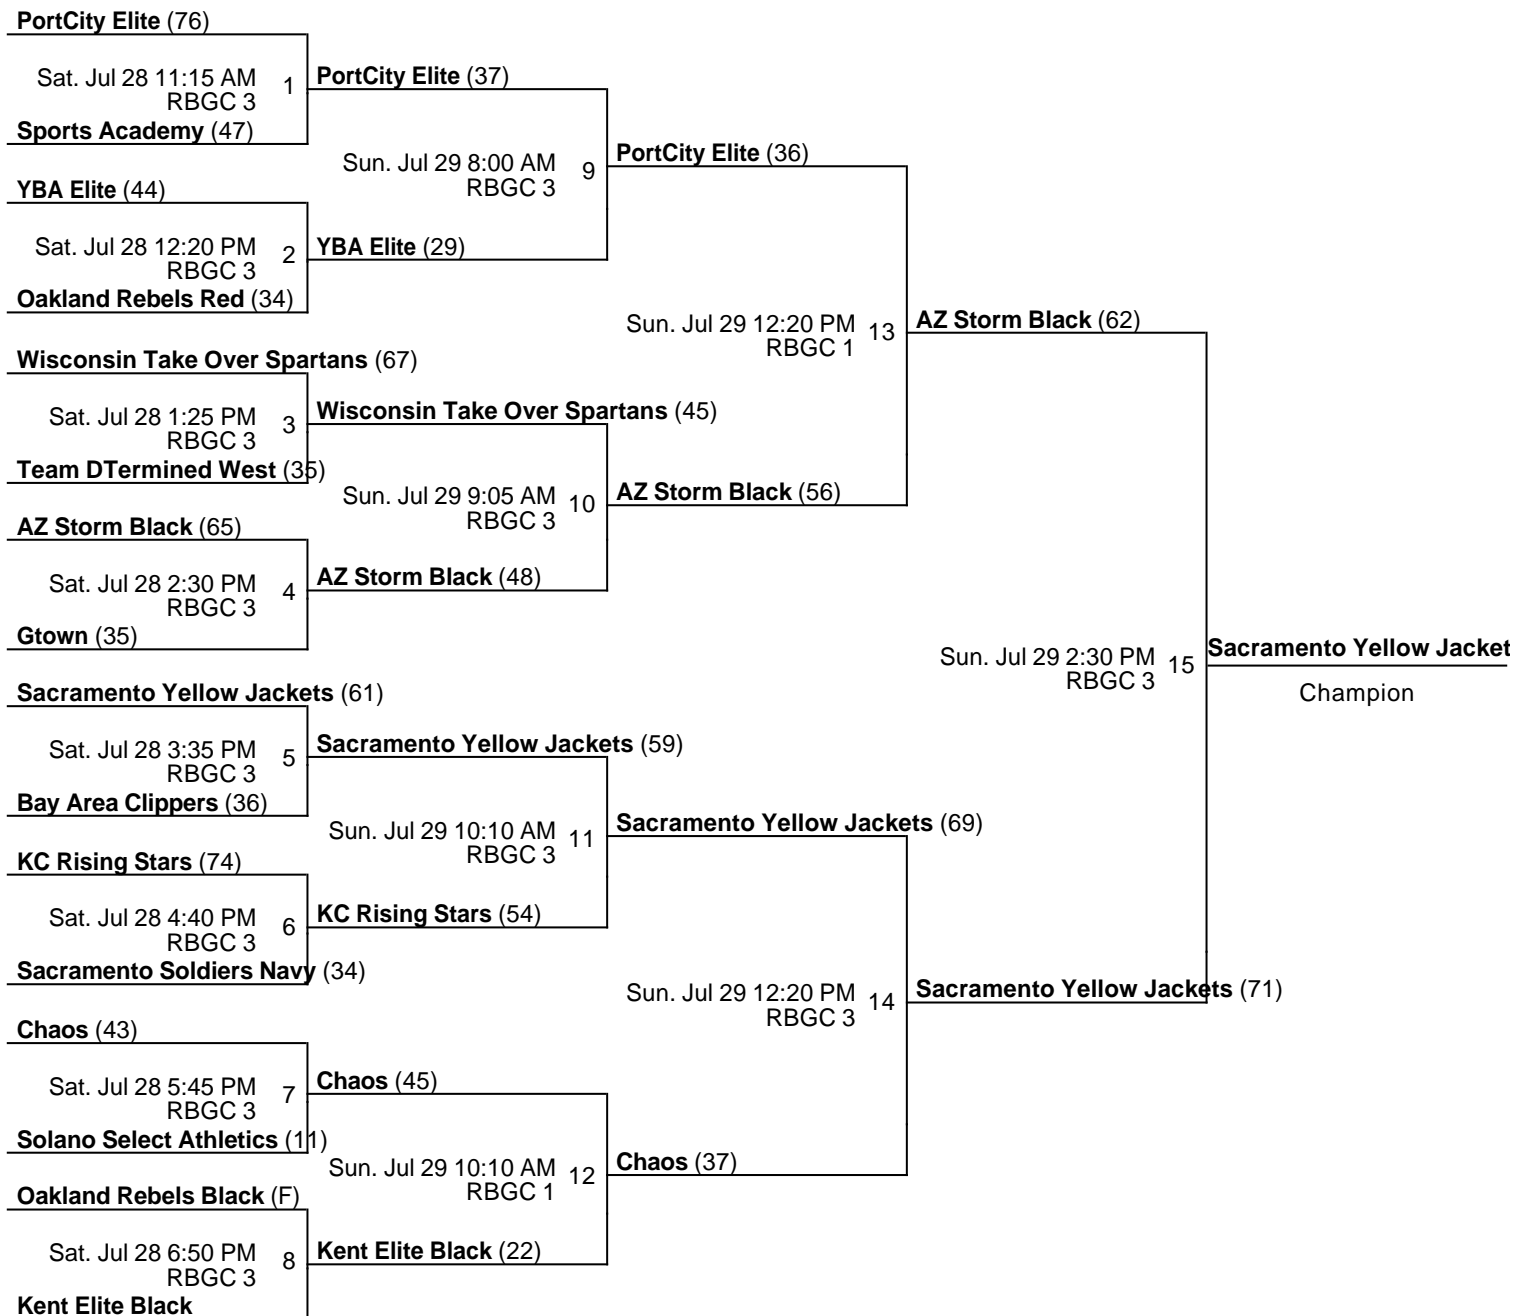 PortCity Elite (76)
Sat. Jul 28 11:15 AM 1
RBGC 3
Sports Academy (47)
YBA Elite (44)
Sat. Jul 28 12:20 PM 2
RBGC 3
Oakland Rebels Red (34)
Wisconsin Take Over Spartans (67)
Sat. Jul 28 1:25 PM 3
RBGC 3
Team DTermined West (35)
AZ Storm Black (65)
Sat. Jul 28 2:30 PM 4
RBGC 3
Gtown (35)
Sacramento Yellow Jackets (61)
Sat. Jul 28 3:35 PM 5
RBGC 3
Bay Area Clippers (36)
KC Rising Stars (74)
Sat. Jul 28 4:40 PM 6
RBGC 3
Sacramento Soldiers Navy (34)
Chaos (43)
Sat. Jul 28 5:45 PM 7
RBGC 3
Solano Select Athletics (11)
Oakland Rebels Black (F)
Sat. Jul 28 6:50 PM 8
RBGC 3
Kent Elite Black
PortCity Elite (37)
Sun. Jul 29 8:00 AM 9
RBGC 3
YBA Elite (29)
Wisconsin Take Over Spartans (45)
Sun. Jul 29 9:05 AM 10
RBGC 3
AZ Storm Black (48)
Sacramento Yellow Jackets (59)
Sun. Jul 29 10:10 AM 11
RBGC 3
KC Rising Stars (54)
Chaos (45)
Sun. Jul 29 10:10 AM 12
RBGC 1
Kent Elite Black (22)
PortCity Elite (36)
Sun. Jul 29 12:20 PM 13
RBGC 1
AZ Storm Black (56)
Sacramento Yellow Jackets (69)
Sun. Jul 29 12:20 PM 14
RBGC 3
Chaos (37)
AZ Storm Black (62)
Sun. Jul 29 2:30 PM 15
RBGC 3
Sacramento Yellow Jackets (71)
Sacramento Yellow Jacket
Champion